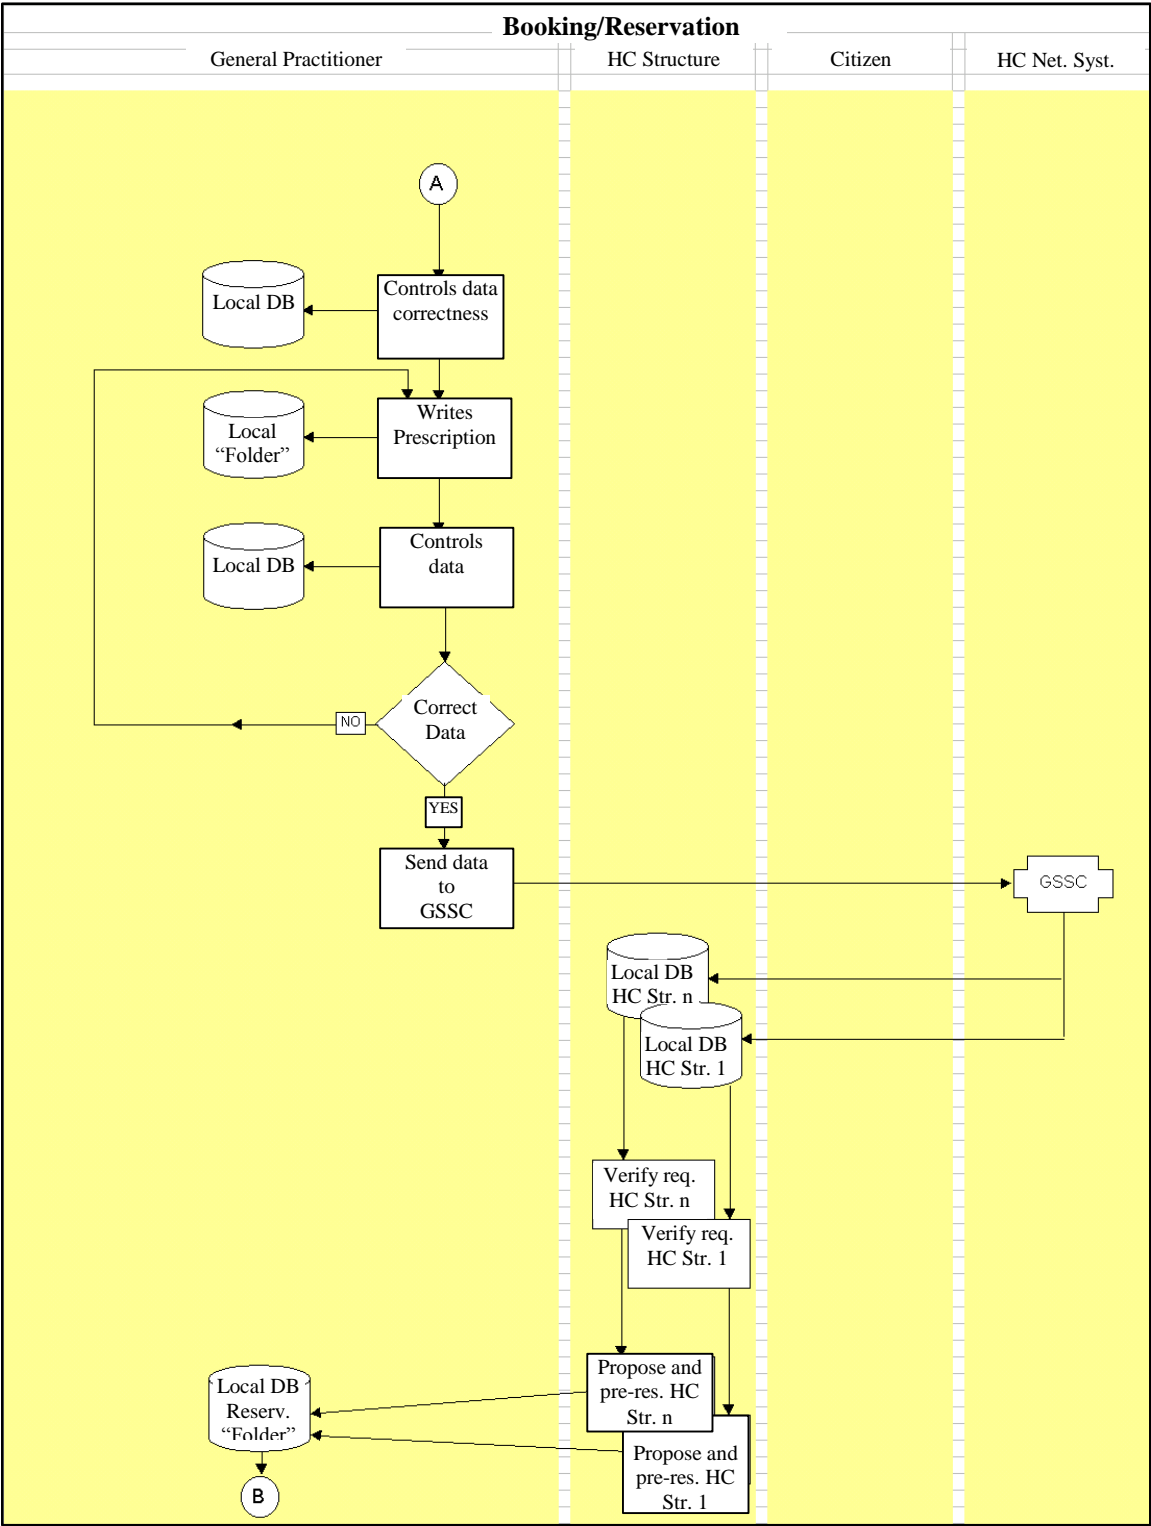 Booking/Reservation
General Practitioner
HC Structure
Citizen
HC Net. Syst.
A
Controls data
correctness
Local DB
Writes
Prescription
Local
“Folder”
Controls
data
Local DB
Correct
Data
NO
YES
Send data
to
GSSC
GSSC
Local DB
HC Str. n
Local DB
HC Str. 1
Verify req.
HC Str. n
Verify req.
HC Str. 1
Propose and
pre-res. HC
Str. n
Propose and
pre-res. HC
Str. 1
Local DB
Reserv.
“Folder”
B